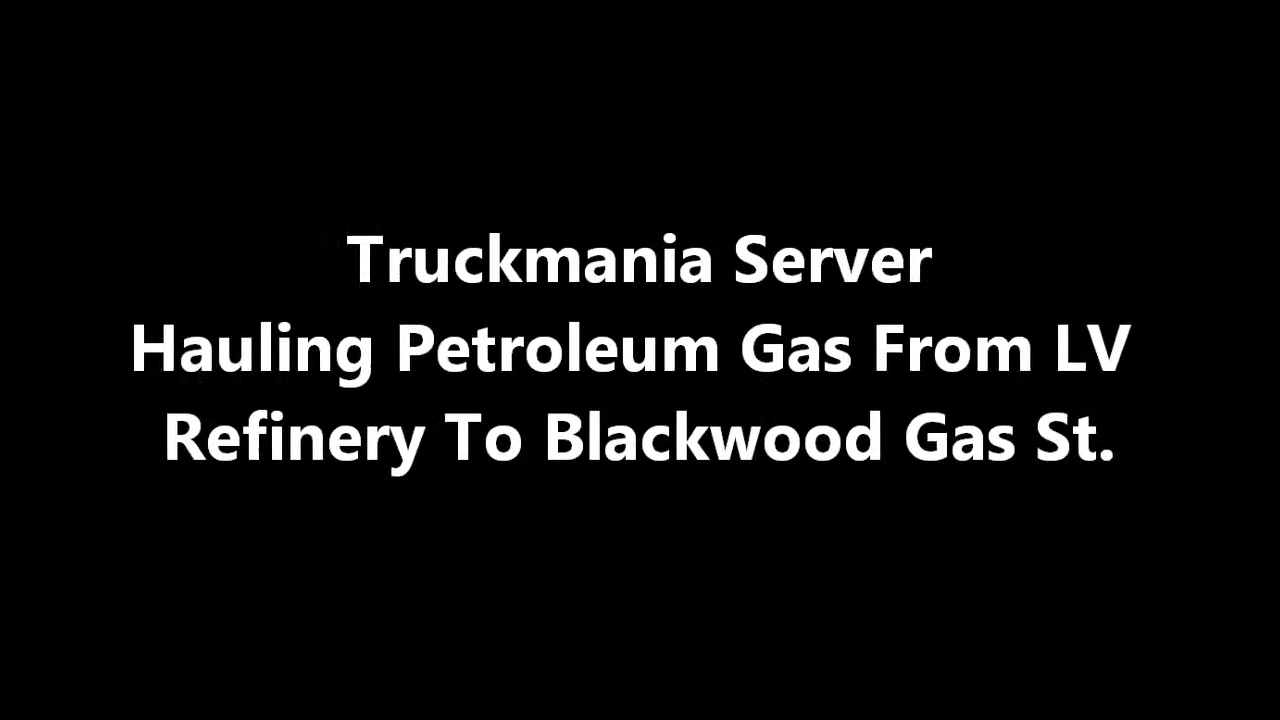 Truckmania Server
Hauling Petroleum Gas From LV
Refinery To Blackwood Gas St.